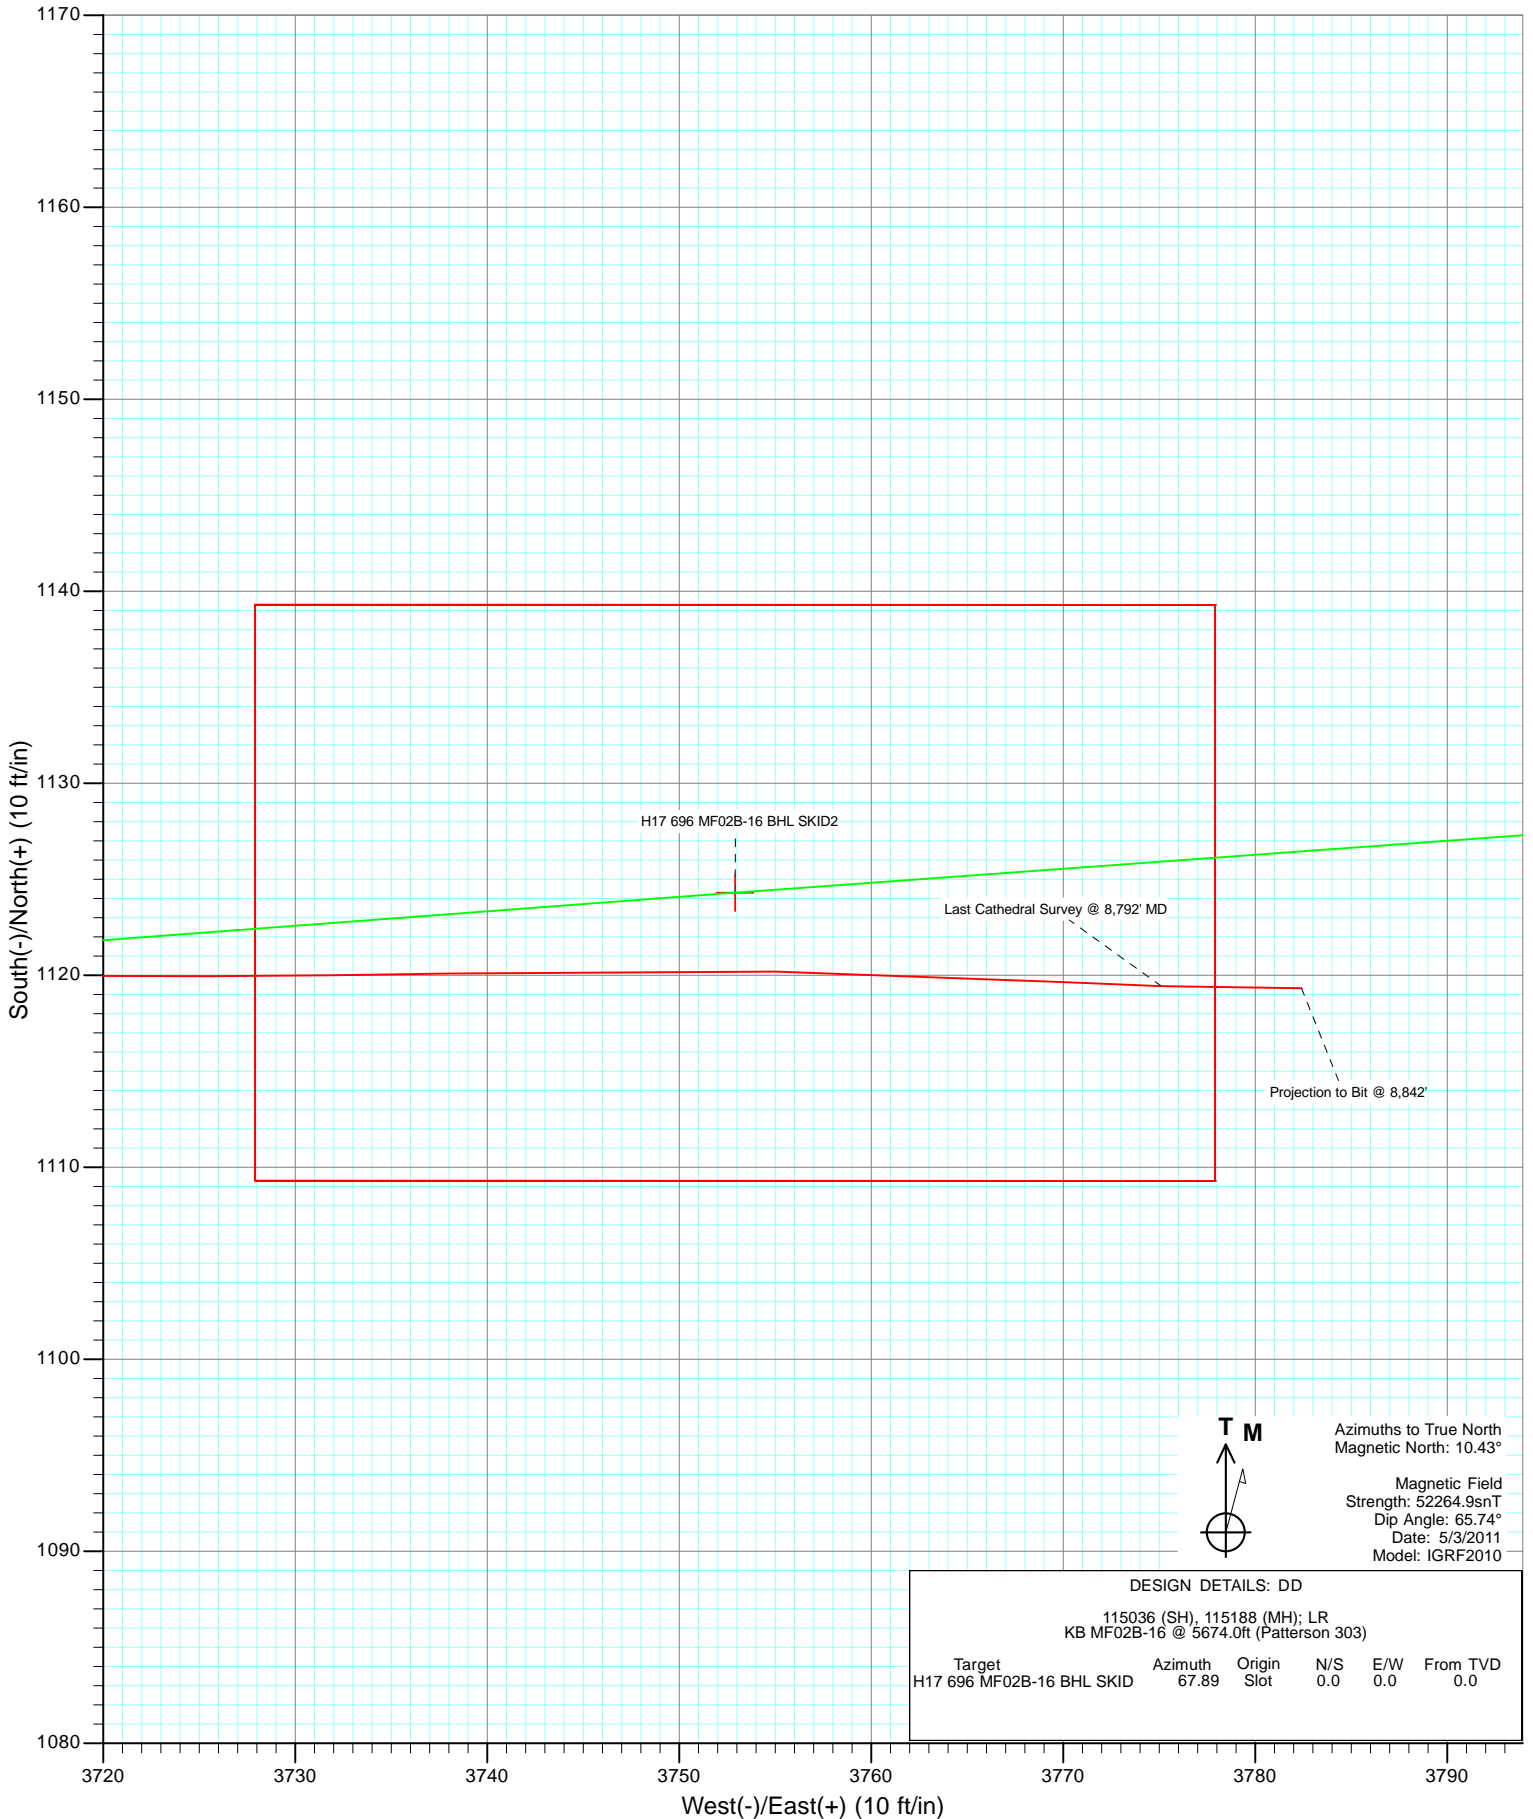 1170
1160
1150
1140
1130
1120
1110
1100
1090
1080
South(-)/North(+) (10 ft/in)
H17 696 MF02B-16 BHL SKID2
Last Cathedral Survey @ 8,792' MD
Projection to Bit @ 8,842'
T M
Azimuths to True North
Magnetic North: 10.43°
Magnetic Field
Strength: 52264.9snT
Dip Angle: 65.74°
Date: 5/3/2011
Model: IGRF2010
DESIGN DETAILS: DD
115036 (SH), 115188 (MH); LR
KB MF02B-16 @ 5674.0ft (Patterson 303)
Target Azimuth Origin N/S E/W From TVD
H17 696 MF02B-16 BHL SKID 67.89 Slot 0.0 0.0 0.0
3720 3730 3740 3750 3760 3770 3780 3790
West(-)/East(+) (10 ft/in)